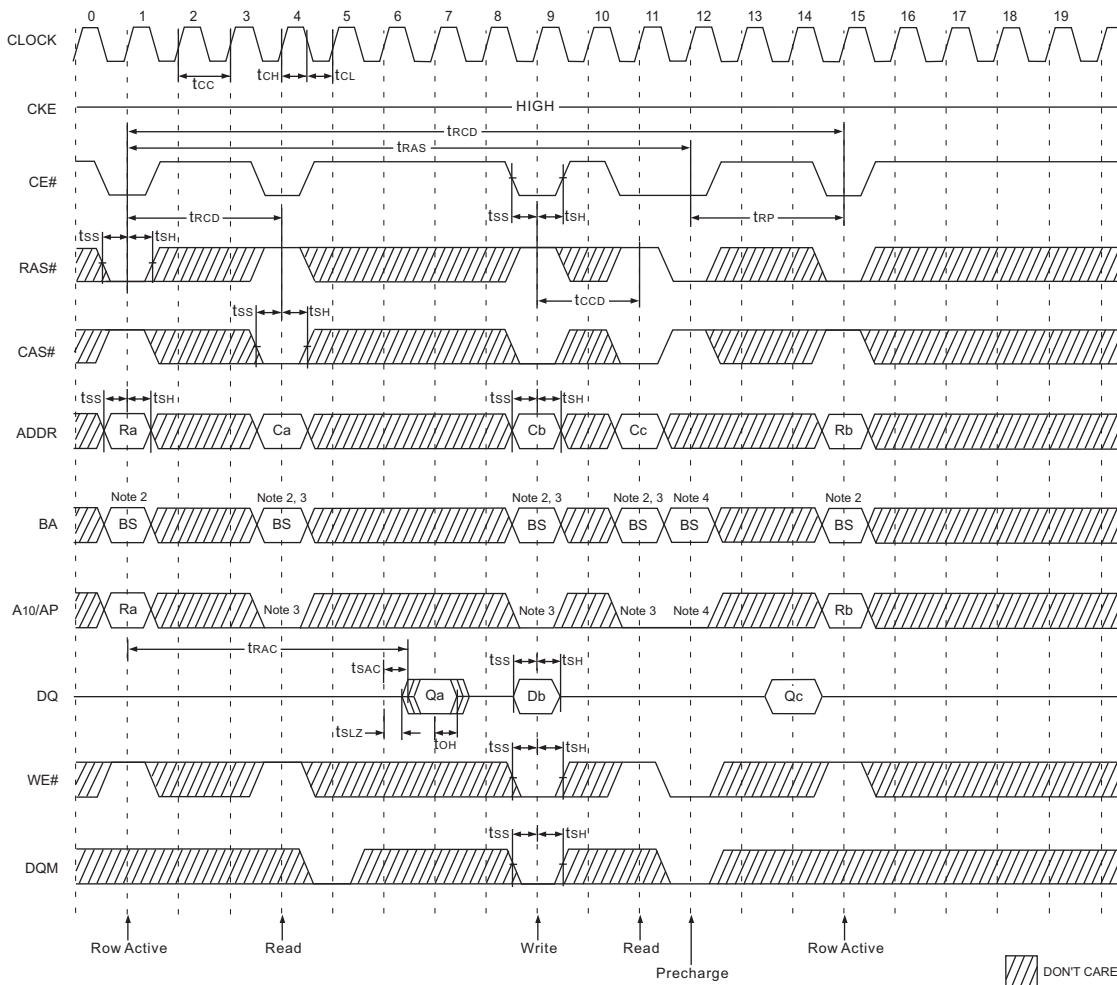 0 1 2 3 4 5 6 7 8 9 10 11 12 13 14 15 16 17 18 19
CLOCK
tCC tCH tCL
CKE HIGH
tRCD
tRAS
CE#
tRCD tSS tSH tRP
tSS tSH
RAS#
tCCD
tSS tSH
CAS#
tSS tSH tSS tSH
ADDR Ra Ca Cb Cc Rb
Note 2 Note 2, 3 Note 2, 3 Note 2, 3 Note 4 Note 2
BA BS BS BS BS BS BS
A10/AP Ra Note 3 Note 3 Note 3 Note 4 Rb
tRAC
tSAC tSS tSH
DQ Qa Db Qc
tSLZ tOH
tSS tSH
WE#
tSS tSH
DQM
Row Active Read Write Read Row Active
Precharge
DON'T CARE